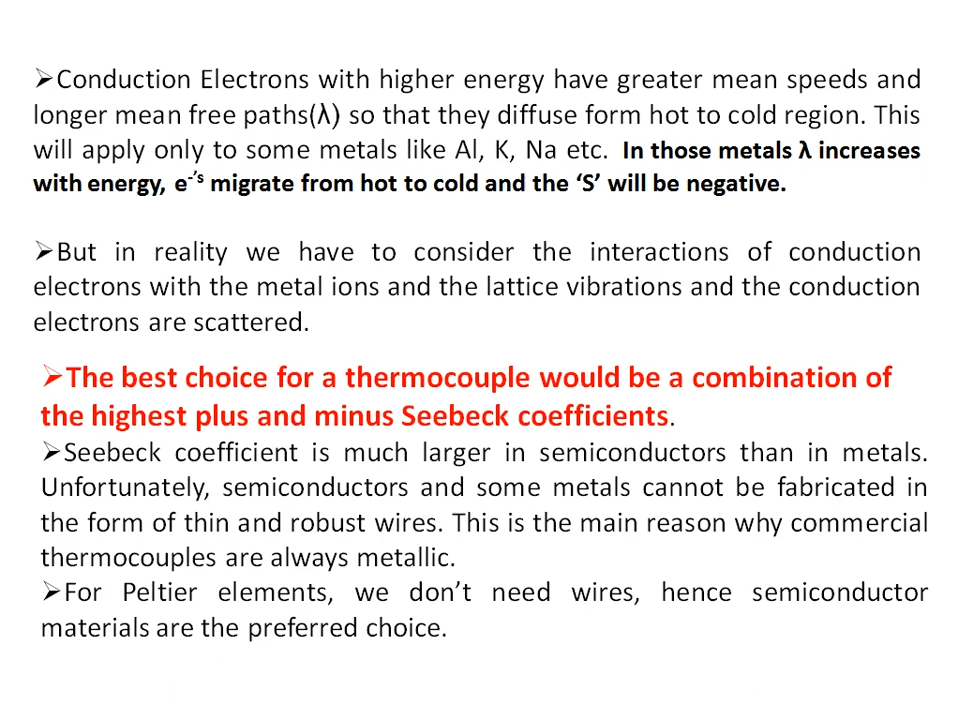 ➢Conduction Electrons with higher energy have greater mean speeds and
longer mean free paths(λ) so that they diffuse form hot to cold region. This
will apply only to some metals like Al, K, Na etc. In those metals λ increases
with energy, e-'s migrate from hot to cold and the ‘S’ will be negative.
➢But in reality we have to consider the interactions of conduction
electrons with the metal ions and the lattice vibrations and the conduction
electrons are scattered.
➢The best choice for a thermocouple would be a combination of
the highest plus and minus Seebeck coefficients.
➢Seebeck coefficient is much larger in semiconductors than in metals.
Unfortunately, semiconductors and some metals cannot be fabricated in
the form of thin and robust wires. This is the main reason why commercial
thermocouples are always metallic.
➢For Peltier elements, we don’t need wires, hence semiconductor
materials are the preferred choice.